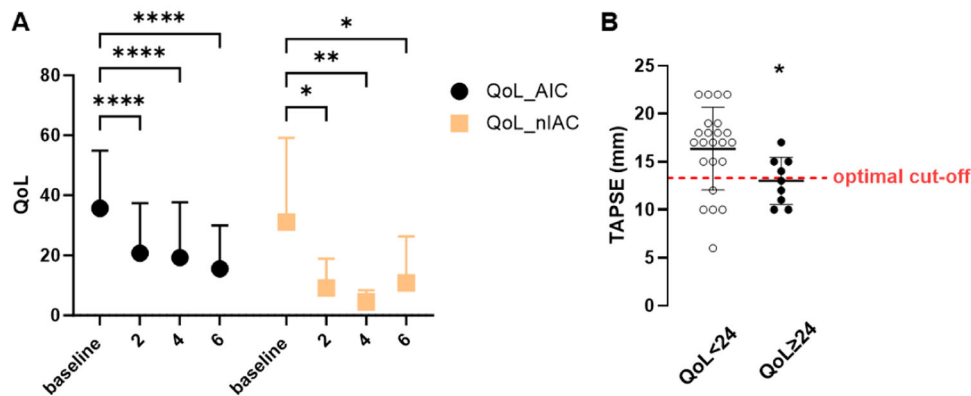 A
****
****
****
*
**
*
80
60
40
20
0
QoL
baseline
2
4
6
baseline
2
4
6
QoL_AIC
QoL_nIAC
B
25
20
15
10
5
0
TAPSE (mm)
*
optimal cut-off
QoL<24
QoL≥24